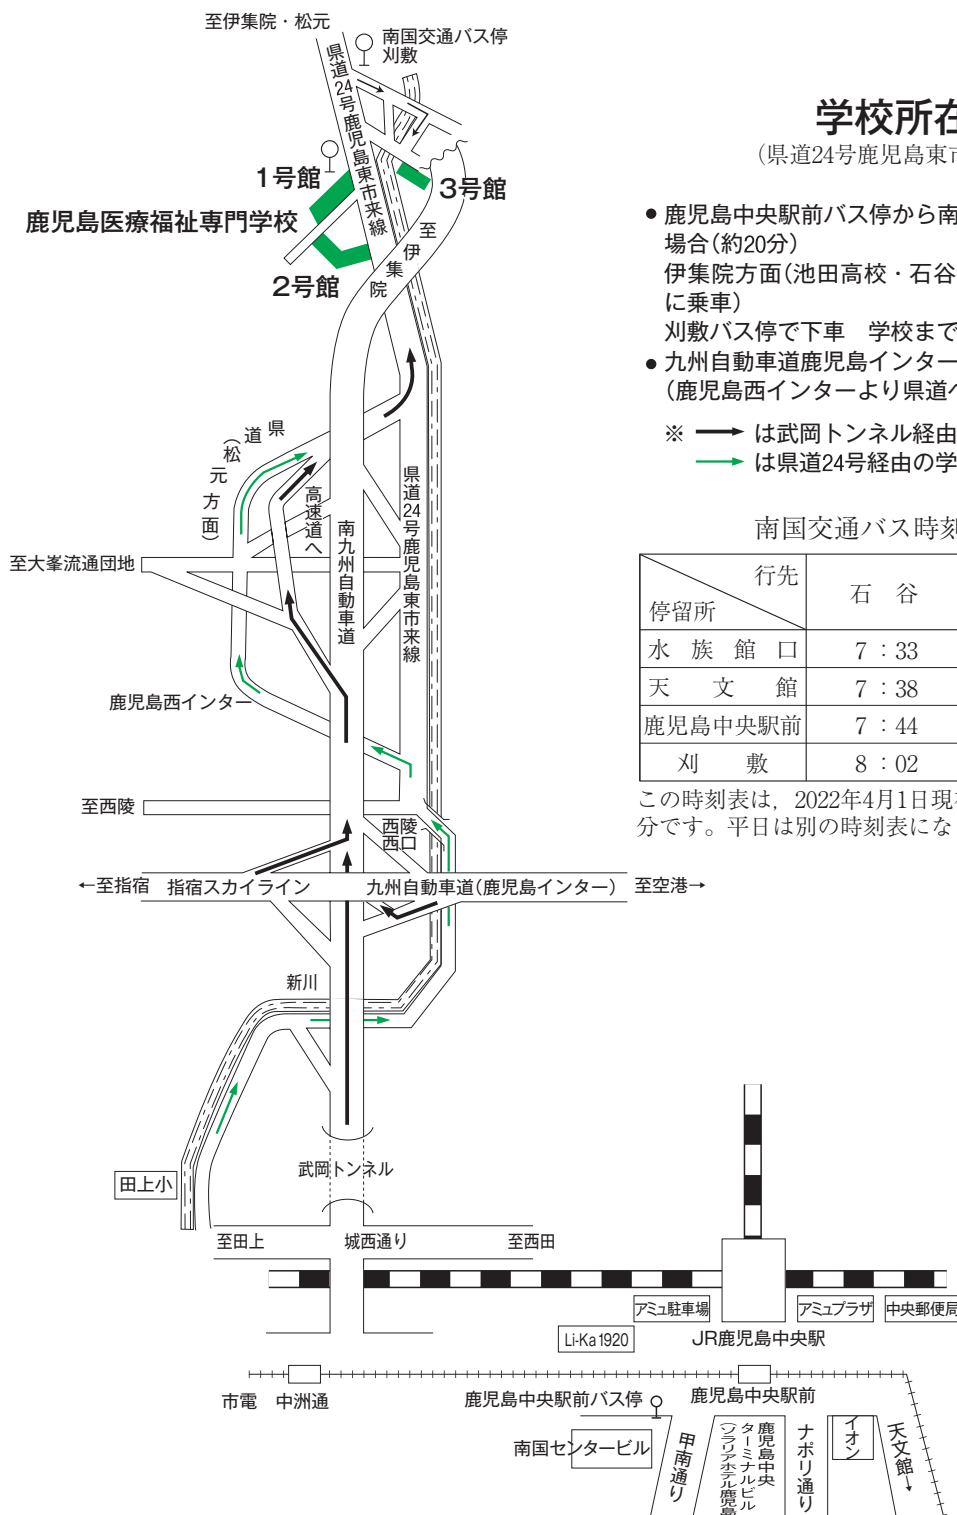 至伊集院・松元
南国交通バス停
刈敷
県道24号鹿児島東市来線
1号館
3号館
鹿児島医療福祉専門学校
2号館
至伊集院
学校所在
(県道24号鹿児島東市
● 鹿児島中央駅前バス停から南
場合(約20分)
伊集院方面(池田高校・石谷
に乗車)
刈敷バス停で下車　学校まで
● 九州自動車道鹿児島インター
(鹿児島西インターより県道へ
※ → は武岡トンネル経由
→ は県道24号経由の学
県道
(松元方面)
高速道へ
南九州自動車道
県道24号鹿児島東市来線
至大峯流通団地
鹿児島西インター
南国交通バス時刻
行先
停留所
石　谷
水族館口 7：33
天文館 7：38
鹿児島中央駅前 7：44
刈敷 8：02
この時刻表は，2022年4月1日現
分です。平日は別の時刻表にな
至西陵
西陵
西口
←至指宿 指宿スカイライン 九州自動車道(鹿児島インター) 至空港→
新川
武岡トンネル
田上小
至田上 城西通り 至西田
アミュ駐車場 アミュプラザ 中央郵便局
Li-Ka1920 JR鹿児島中央駅
市電 中洲通 鹿児島中央駅前バス停 鹿児島中央駅前
南国センタービル
甲南通り
鹿児島中央
ターミナルビル
(ソラリアホテル鹿児島
ナポリ通り
イオン
天文館→